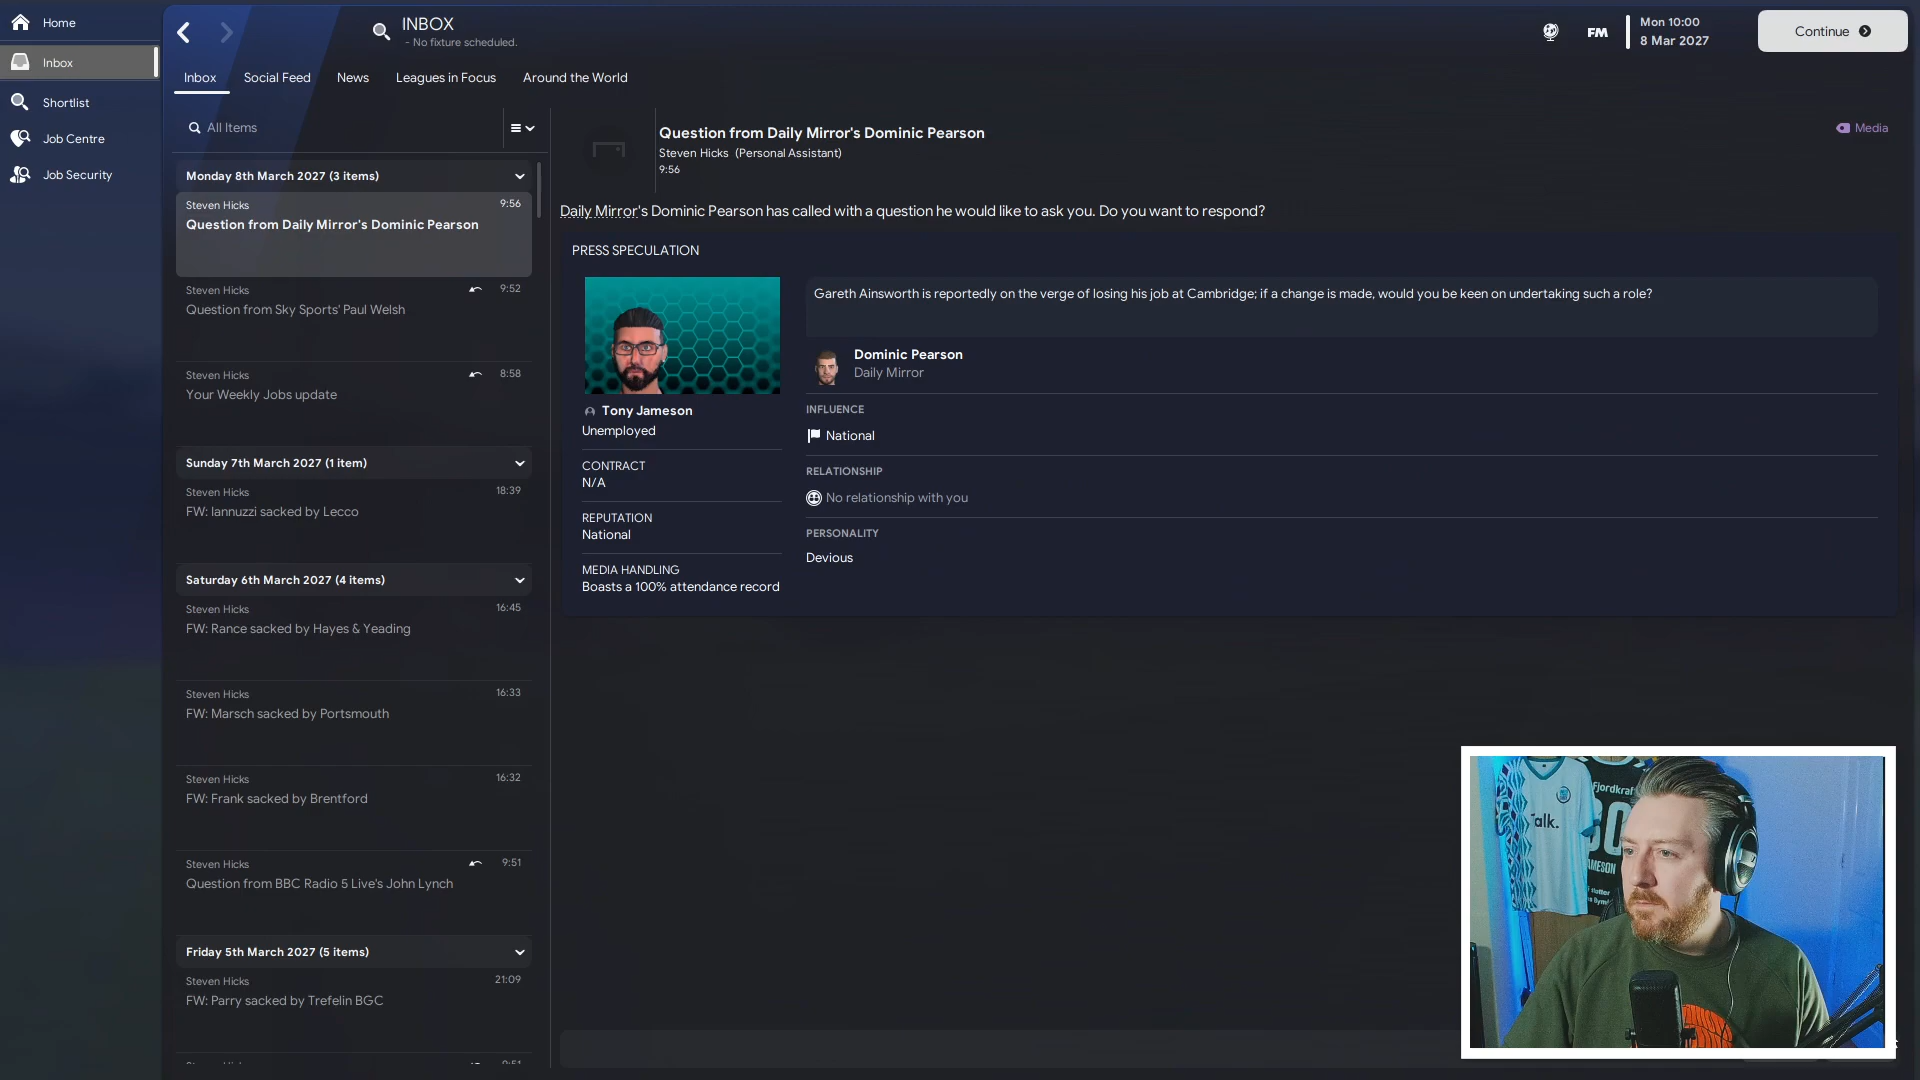 Home
Inbox
Shortlist
Job Centre
Job Security
INBOX
- No fixture scheduled.
FM
Mon 10:00
8 Mar 2027
Continue
Inbox
Social Feed
News
Leagues in Focus
Around the World
All Items
Monday 8th March 2027 (3 items)
Steven Hicks
9:56
Question from Daily Mirror's Dominic Pearson
Steven Hicks
9:52
Question from Sky Sports' Paul Welsh
Steven Hicks
8:58
Your Weekly Jobs update
Sunday 7th March 2027 (1 item)
Steven Hicks
18:39
FW: Iannuzzi sacked by Lecco
Saturday 6th March 2027 (4 items)
Steven Hicks
16:45
FW: Rance sacked by Hayes & Yeading
Steven Hicks
16:33
FW: Marsch sacked by Portsmouth
Steven Hicks
16:32
FW: Frank sacked by Brentford
Steven Hicks
9:51
Question from BBC Radio 5 Live's John Lynch
Friday 5th March 2027 (5 items)
Steven Hicks
21:09
FW: Parry sacked by Trefelin BGC
Question from Daily Mirror's Dominic Pearson
Steven Hicks (Personal Assistant)
9:56
Media
Daily Mirror's Dominic Pearson has called with a question he would like to ask you. Do you want to respond?
PRESS SPECULATION
Tony Jameson
Unemployed
CONTRACT
N/A
REPUTATION
National
MEDIA HANDLING
Boasts a 100% attendance record
Gareth Ainsworth is reportedly on the verge of losing his job at Cambridge; if a change is made, would you be keen on undertaking such a role?
Dominic Pearson
Daily Mirror
INFLUENCE
National
RELATIONSHIP
No relationship with you
PERSONALITY
Devious
Fjordkraft
Talk.
JAMESON